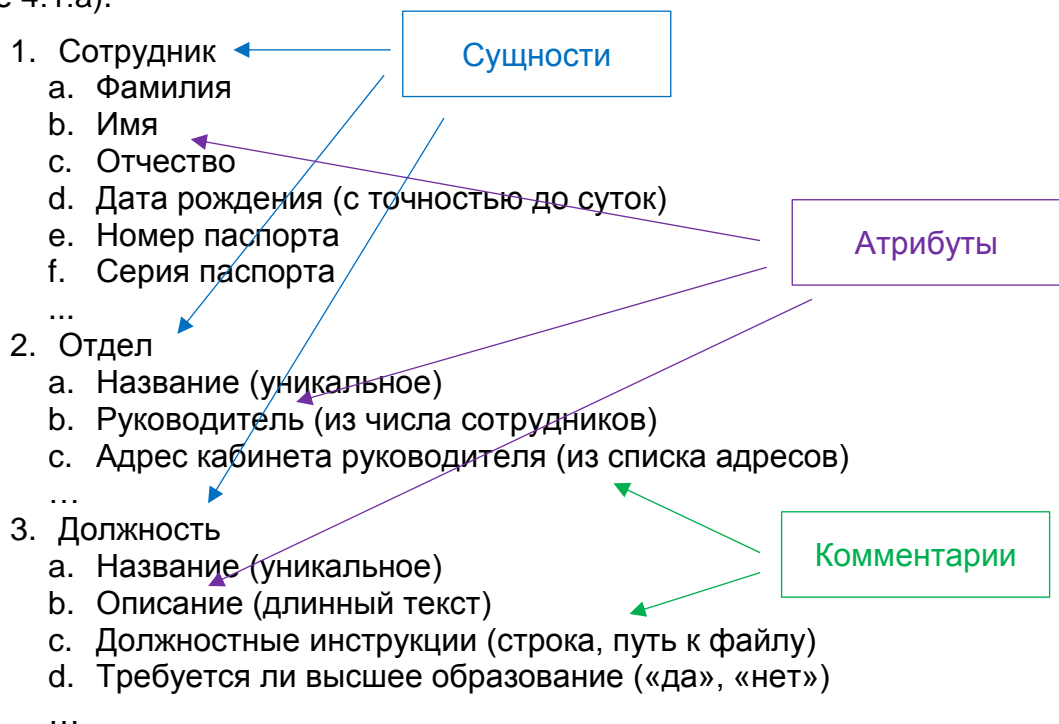 с 4.1.a).
1. Сотрудник
Сущности
a. Фамилия
b. Имя
c. Отчество
d. Дата рождения (с точностью до суток)
e. Номер паспорта
Атрибуты
f. Серия паспорта
...
2. Отдел
a. Название (уникальное)
b. Руководитель (из числа сотрудников)
c. Адрес кабинета руководителя (из списка адресов)
…
3. Должность
Комментарии
a. Название (уникальное)
b. Описание (длинный текст)
c. Должностные инструкции (строка, путь к файлу)
d. Требуется ли высшее образование («да», «нет»)
…